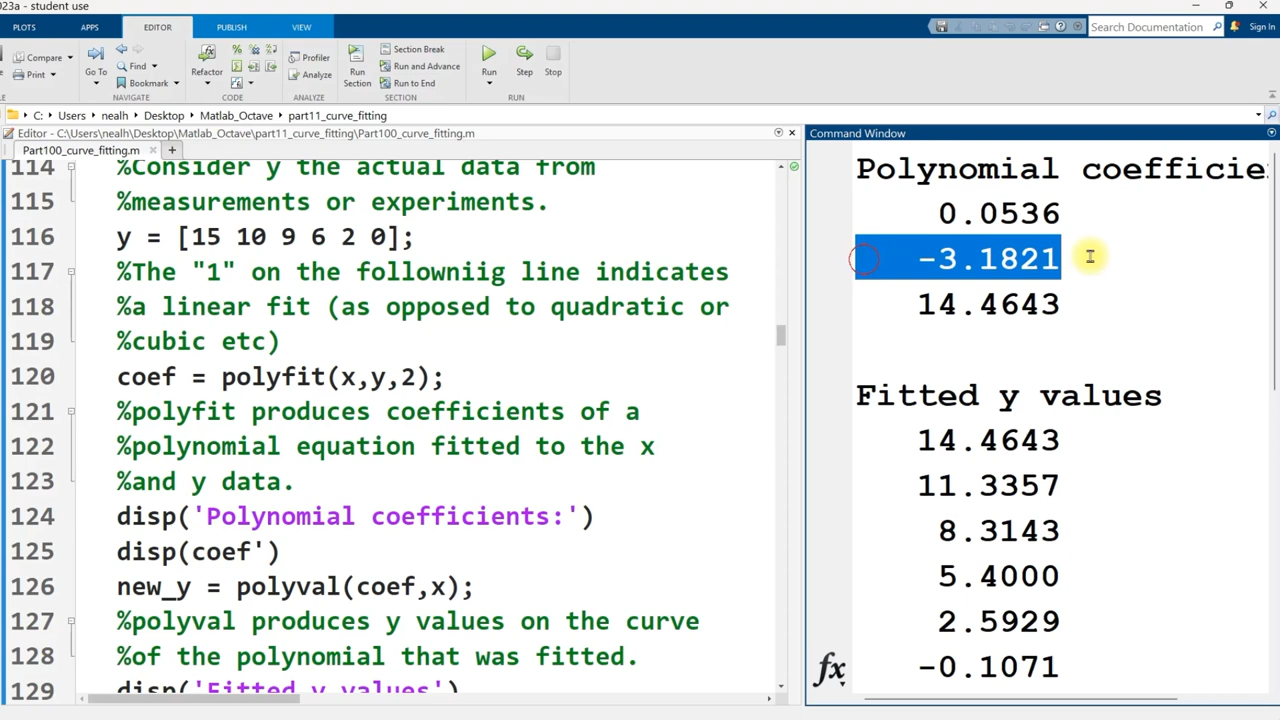 023a - student use
PLOTS APPS EDITOR PUBLISH VIEW
Search Documentation Sign In
Compare Print
Go To Find Bookmark
NAVIGATE
Refactor
CODE
Profiler Analyze
ANALYZE
Run Section Section Break Run and Advance Run to End
SECTION
Run Step Stop
RUN
C: Users nealh Desktop Matlab_Octave part11_curve_fitting
Editor - C:\Users\nealh\Desktop\Matlab_Octave\part11_curve_fitting\Part100_curve_fitting.m
Part100_curve_fitting.m
114 %Consider y the actual data from
115 %measurements or experiments.
116 y = [15 10 9 6 2 0];
117 %The "1" on the followniig line indicates
118 %a linear fit (as opposed to quadratic or
119 %cubic etc)
120 coef = polyfit(x,y,2);
121 %polyfit produces coefficients of a
122 %polynomial equation fitted to the x
123 %and y data.
124 disp('Polynomial coefficients:')
125 disp(coef')
126 new_y = polyval(coef,x);
127 %polyval produces y values on the curve
128 %of the polynomial that was fitted.
129 disp('Fitted y values')
Command Window
Polynomial coefficie
0.0536
-3.1821
14.4643
Fitted y values
14.4643
11.3357
8.3143
5.4000
2.5929
-0.1071
fx